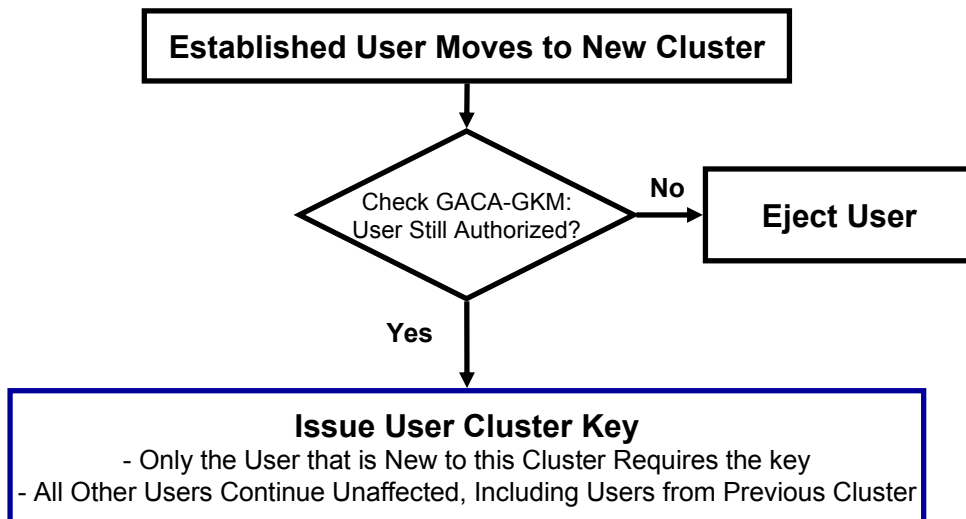 Established User Moves to New Cluster
Check GACA-GKM:
User Still Authorized?
No
Eject User
Yes
Issue User Cluster Key
- Only the User that is New to this Cluster Requires the key
- All Other Users Continue Unaffected, Including Users from Previous Cluster